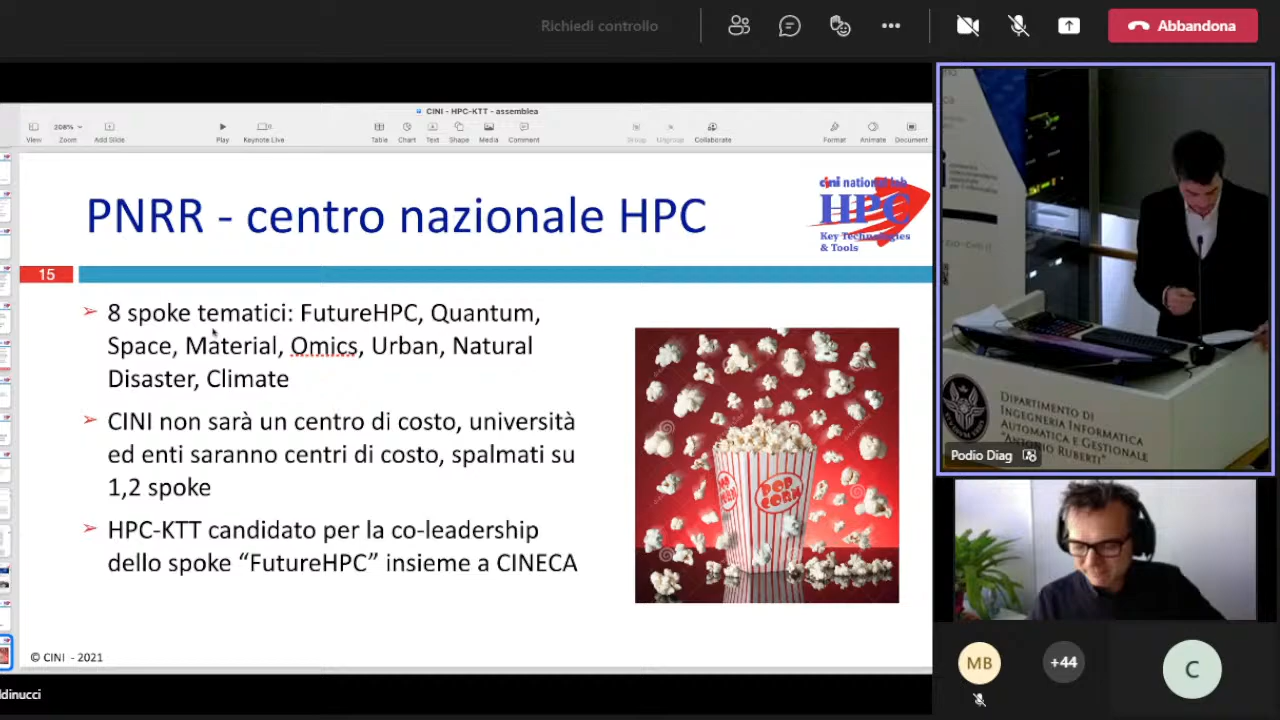 Richiedi controllo
Abbandona
CINI - HPC-KTT - assemblea
208%
View
Zoom
Add Slide
Play
Keynote Live
Table
Chart
Text
Shape
Media
Comment
Group
Ungroup
Collaborate
Format
Animate
Document
PNRR - centro nazionale HPC
cini national lab
HPC
Key Technologies
& Tools
15
➢ 8 spoke tematici: FutureHPC, Quantum,
Space, Material, Omics, Urban, Natural
Disaster, Climate
➢ CINI non sarà un centro di costo, università
ed enti saranno centri di costo, spalmati su
1,2 spoke
➢ HPC-KTT candidato per la co-leadership
dello spoke “FutureHPC” insieme a CINECA
POP
CORN
© CINI - 2021
ldinucci
DIPARTIMENTO DI
INGEGNERIA INFORMATICA
AUTOMATICA E GESTIONALE
"ANTONIO RUBERTI"
Podio Diag
MB
+44
C